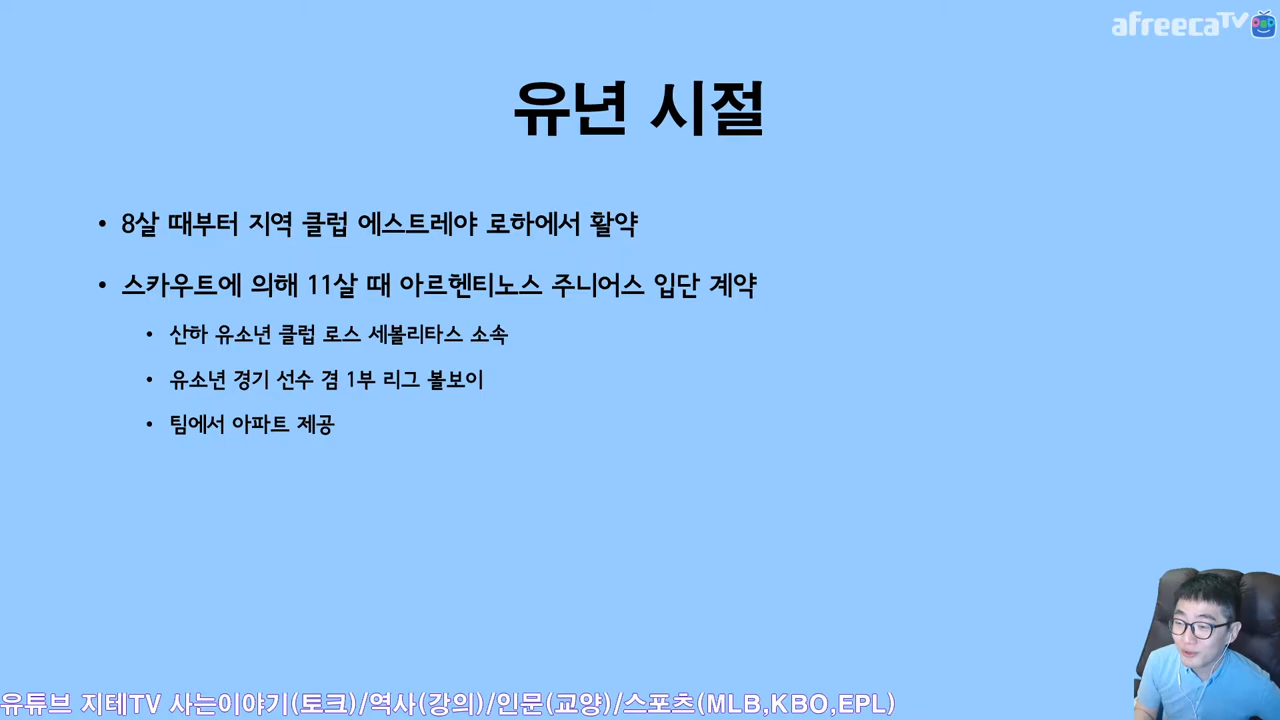 afreecaTV
유년 시절
• 8살 때부터 지역 클럽 에스트레야 로하에서 활약
• 스카우트에 의해 11살 때 아르헨티노스 주니어스 입단 계약
• 산하 유소년 클럽 로스 세볼리타스 소속
• 유소년 경기 선수 겸 1부 리그 볼보이
• 팀에서 아파트 제공
유튜브 지테TV 사는이야기(토크)/역사(강의)/인문(교양)/스포츠(MLB,KBO,EPL)